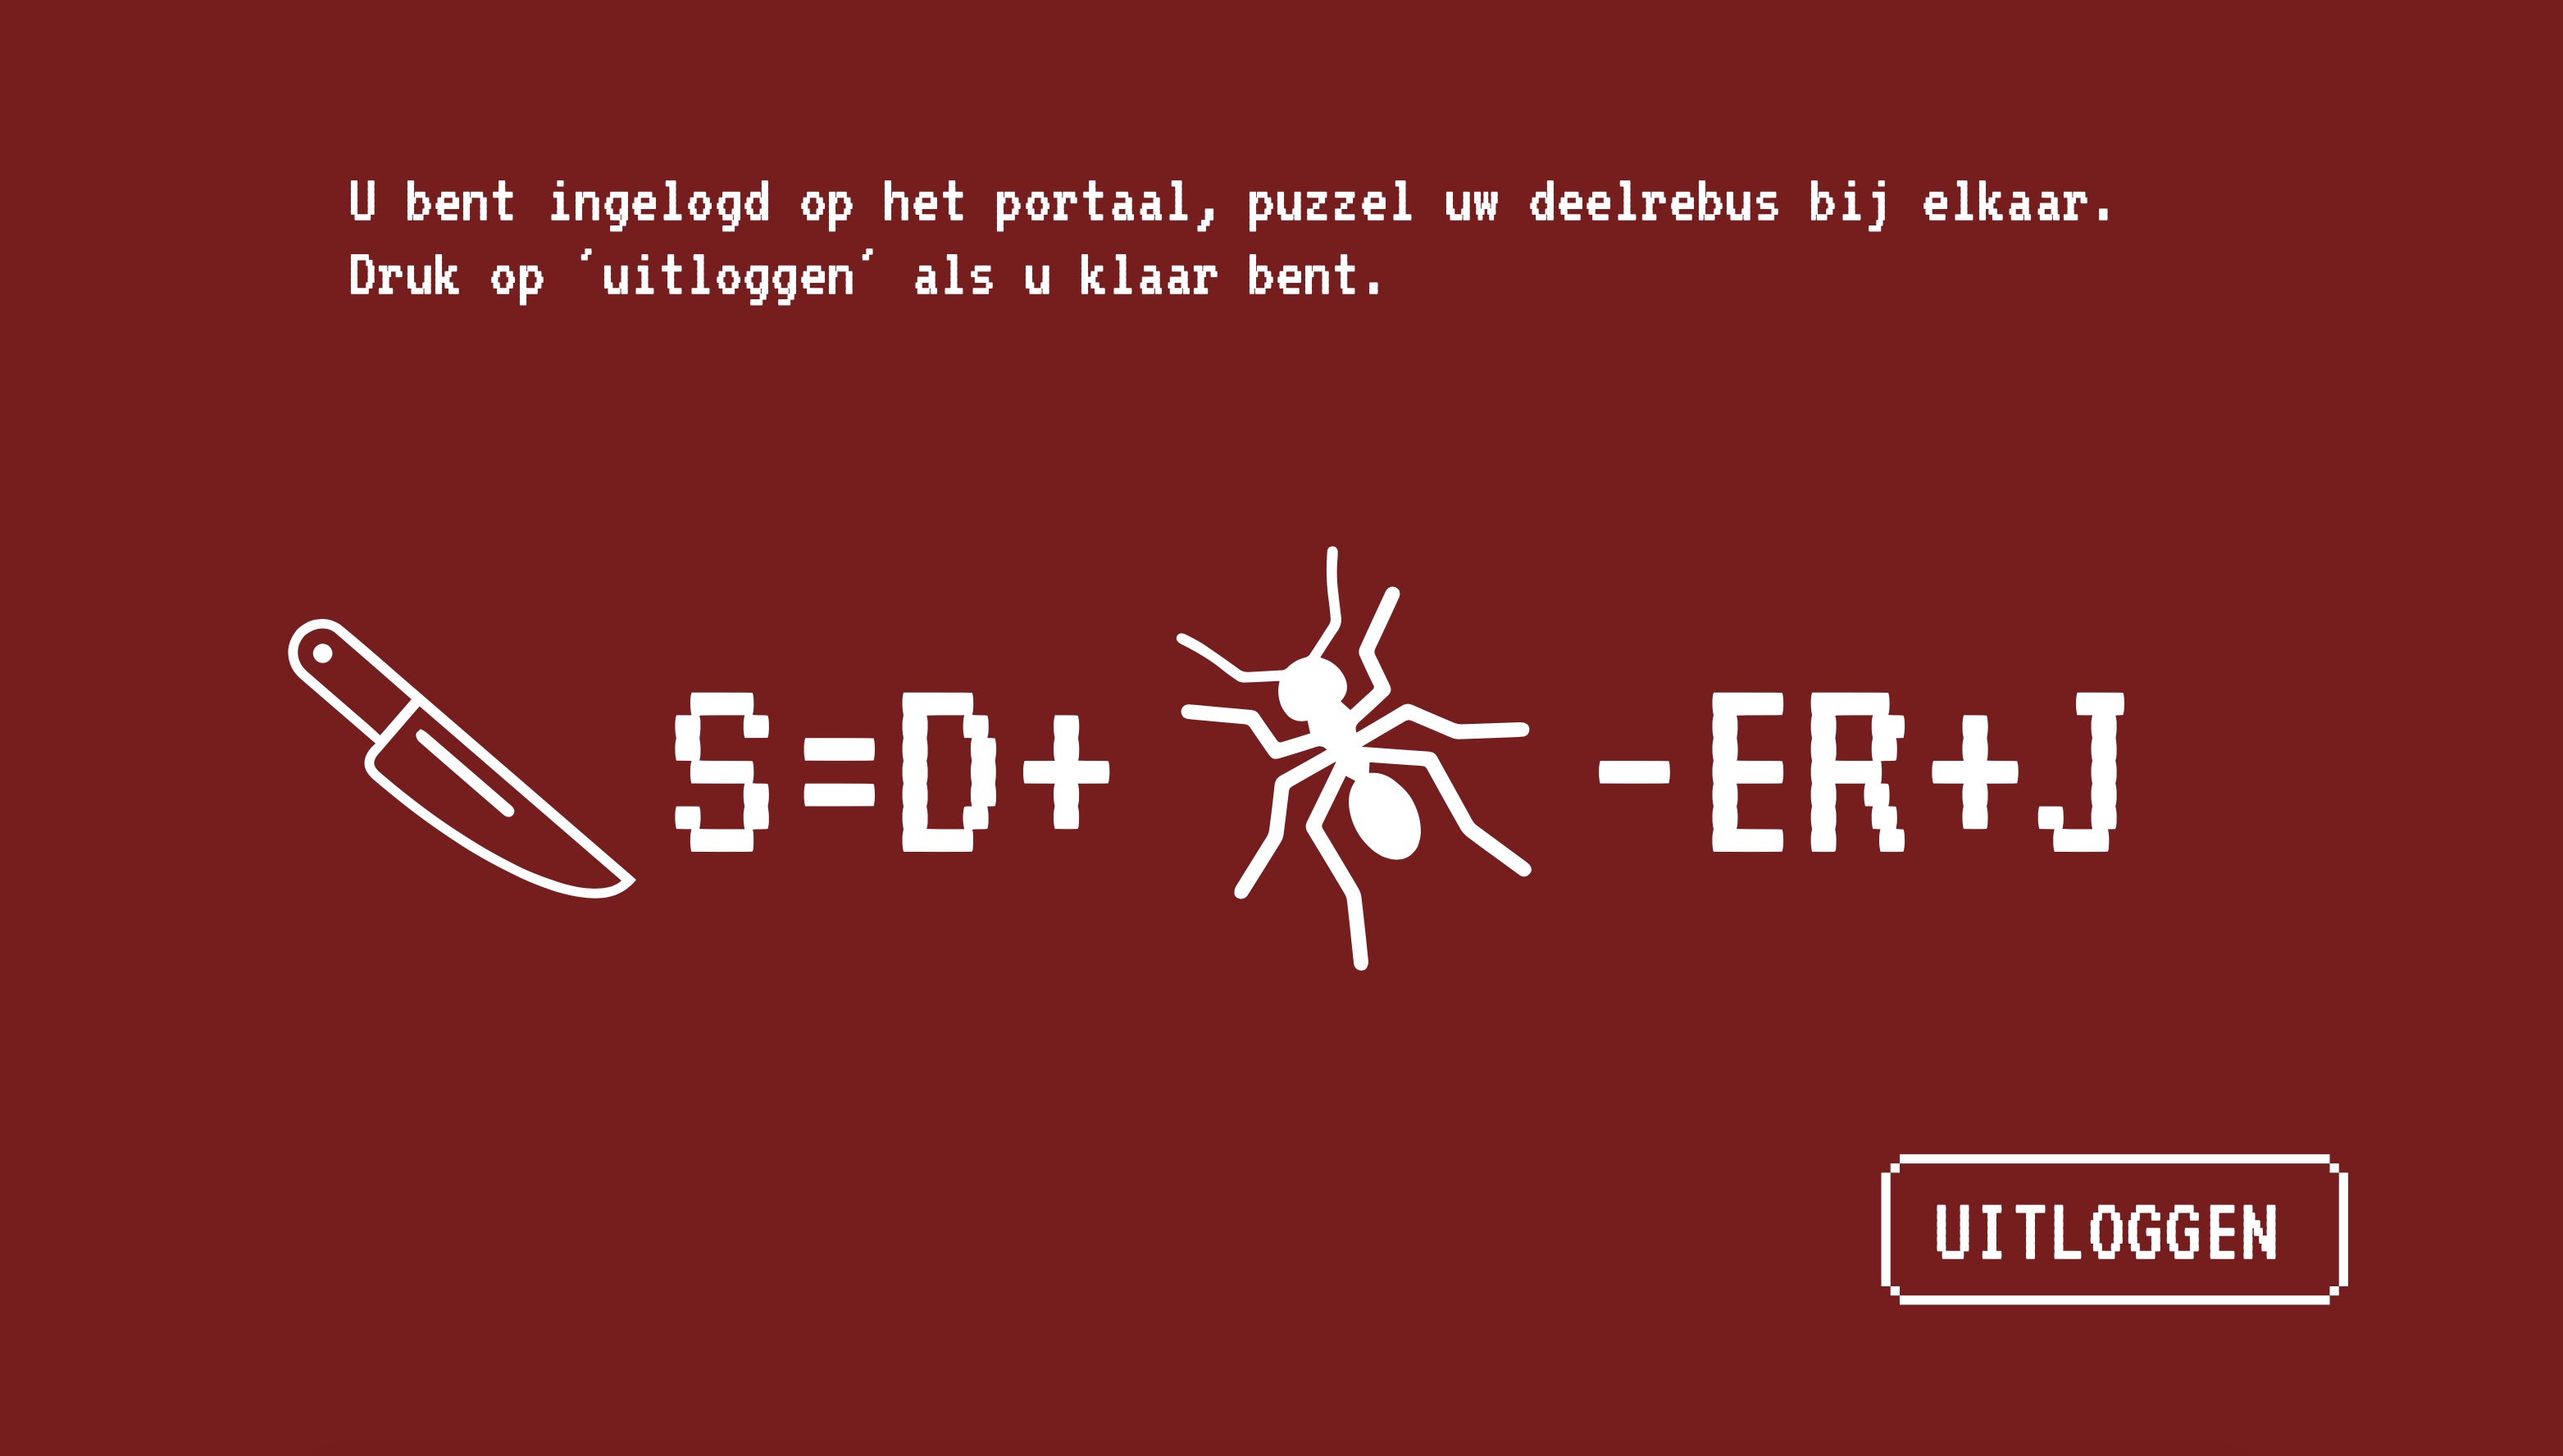 U bent ingelogd op het portaal, puzzel uw deelrebus bij elkaar.
Druk op ´uitloggen´ als u klaar bent.
S=D+ -ER+J
UITLOGGEN